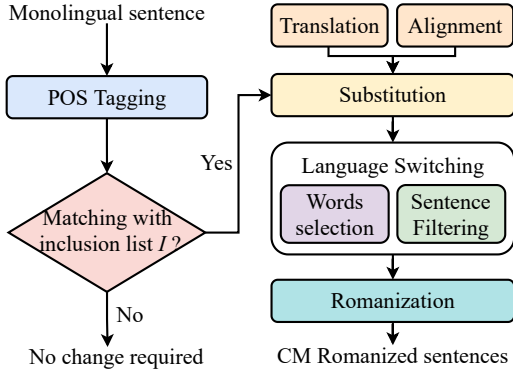 Monolingual sentence
POS Tagging
Matching with
inclusion list I ?
Yes
No
No change required
Translation
Alignment
Substitution
Language Switching
Words
selection
Sentence
Filtering
Romanization
CM Romanized sentences